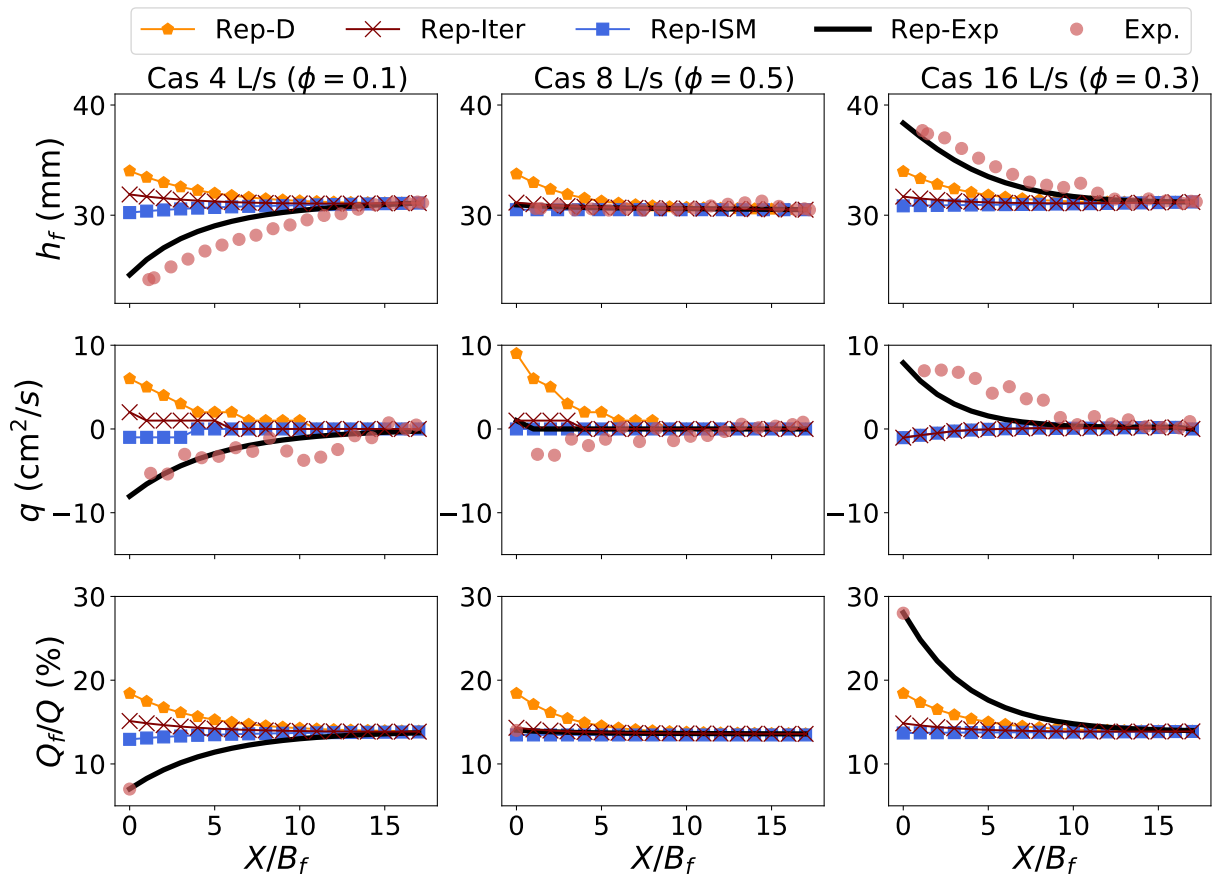 Rep-D Rep-Iter Rep-ISM Rep-Exp Exp.
Cas 4 L/s (ϕ = 0.1) Cas 8 L/s (ϕ = 0.5) Cas 16 L/s (ϕ = 0.3)
40 40 40
30 30 30
h_f (mm)
10 10 10
0 0 0
−10 −10 −10
q (cm²/s)
30 30 30
20 20 20
10 10 10
Q_f/Q (%)
0 5 10 15 0 5 10 15 0 5 10 15
X/B_f X/B_f X/B_f